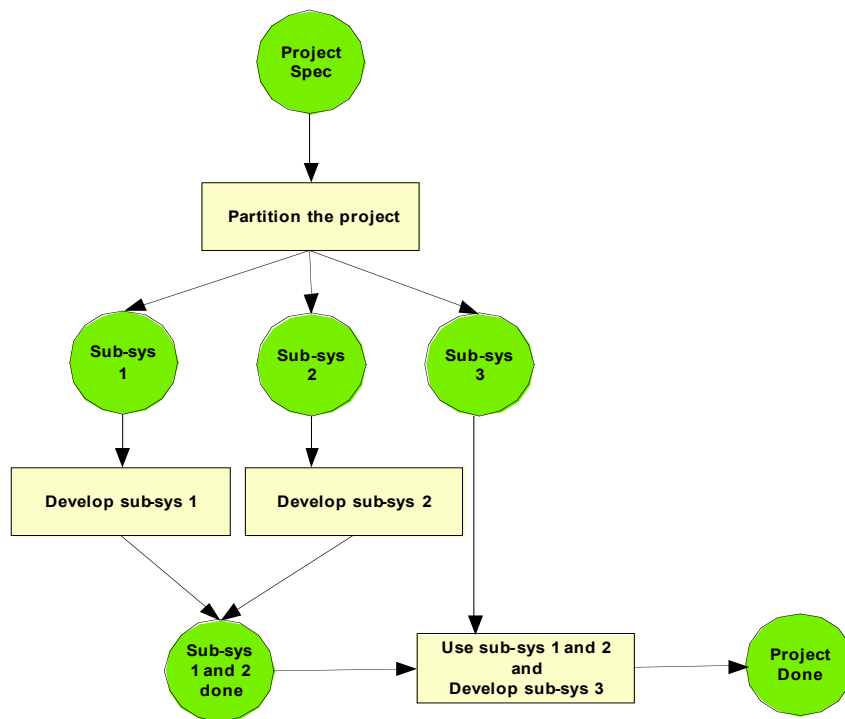 Project
Spec
Partition the project
Sub-sys
1
Sub-sys
2
Sub-sys
3
Develop sub-sys 1
Develop sub-sys 2
Sub-sys
1 and 2
done
Use sub-sys 1 and 2
and
Develop sub-sys 3
Project
Done